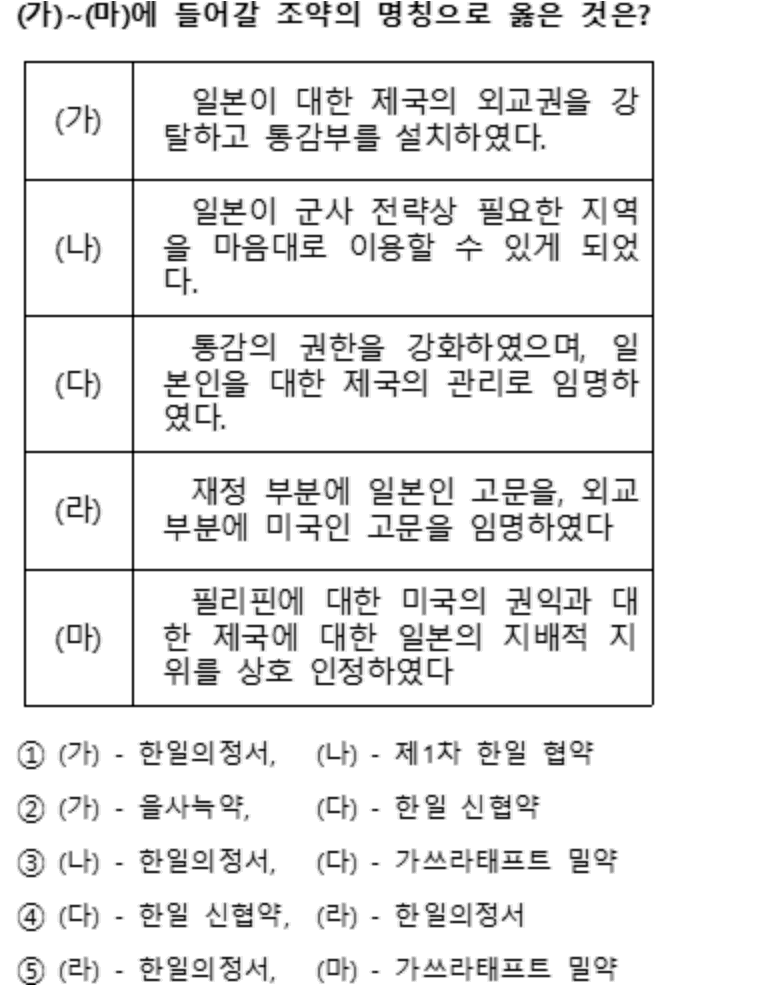 (가)~(마)에 들어갈 조약의 명칭으로 옳은 것은?
(가)
일본이 대한 제국의 외교권을 강
탈하고 통감부를 설치하였다.
(나)
일본이 군사 전략상 필요한 지역
을 마음대로 이용할 수 있게 되었
다.
(다)
통감의 권한을 강화하였으며, 일
본인을 대한 제국의 관리로 임명하
였다.
(라)
재정 부분에 일본인 고문을, 외교
부분에 미국인 고문을 임명하였다
(마)
필리핀에 대한 미국의 권익과 대
한 제국에 대한 일본의 지배적 지
위를 상호 인정하였다
① (가) - 한일의정서, (나) - 제1차 한일 협약
② (가) - 을사늑약, (다) - 한일 신협약
③ (나) - 한일의정서, (다) - 가쓰라태프트 밀약
④ (다) - 한일 신협약, (라) - 한일의정서
⑤ (라) - 한일의정서, (마) - 가쓰라태프트 밀약